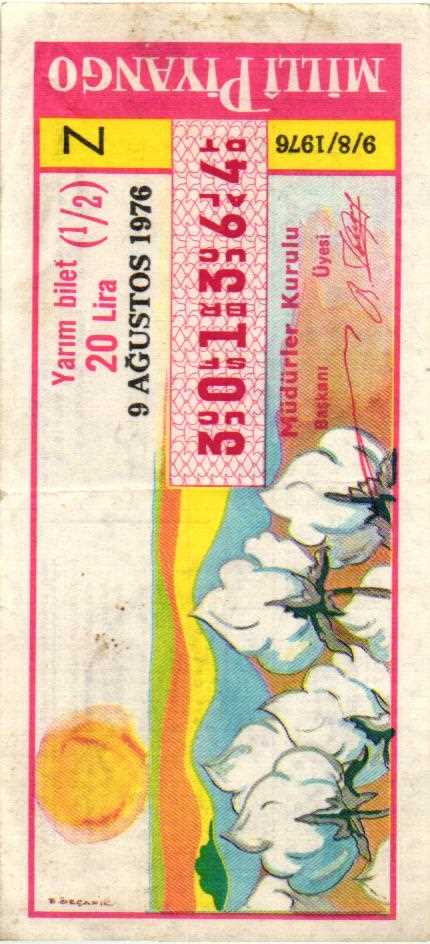 MİLLÎ PİYANGO
Z
9/8/1976
Yarım bilet (1/2)
20 Lira
9 AĞUSTOS 1976
301364
Müdürler Kurulu
Başkanı Üyesi